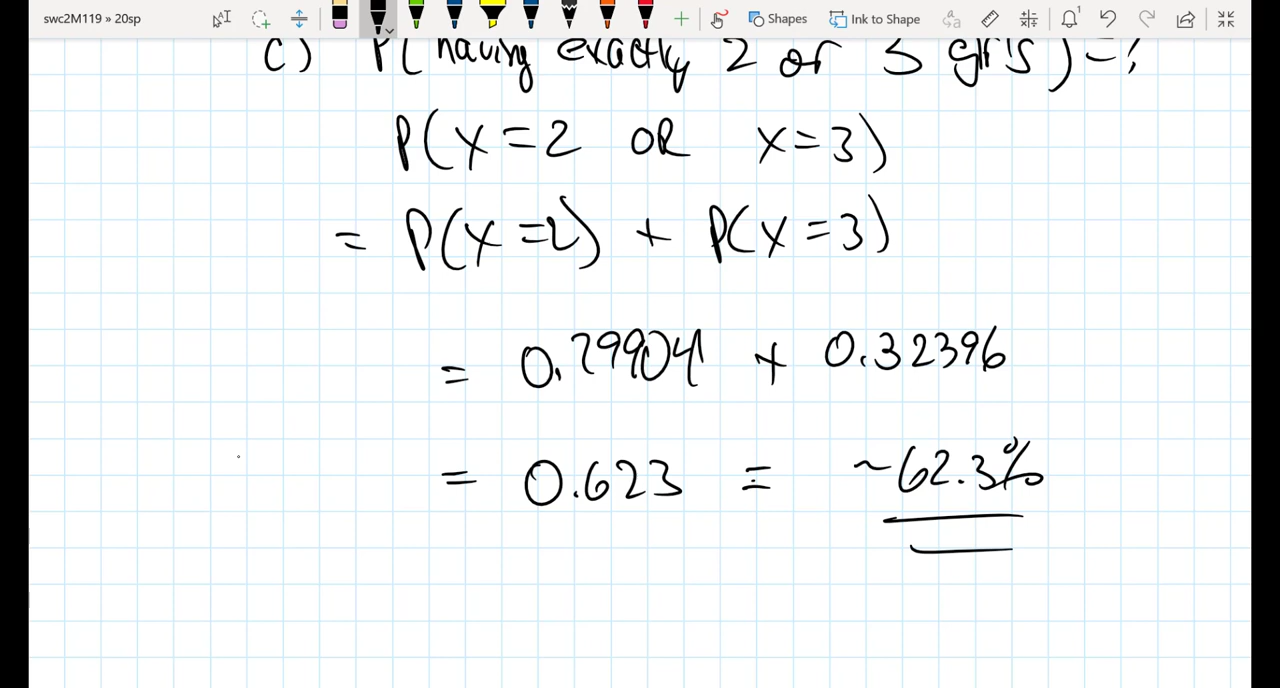 swc2M119 » 20sp
Shapes
Ink to Shape
c) P( having exactly 2 or 3 girls ) = ?
P(X=2 OR X=3)
= P(X=2) + P(X=3)
= 0.29904 + 0.32396
= 0.623 = ~62.3%